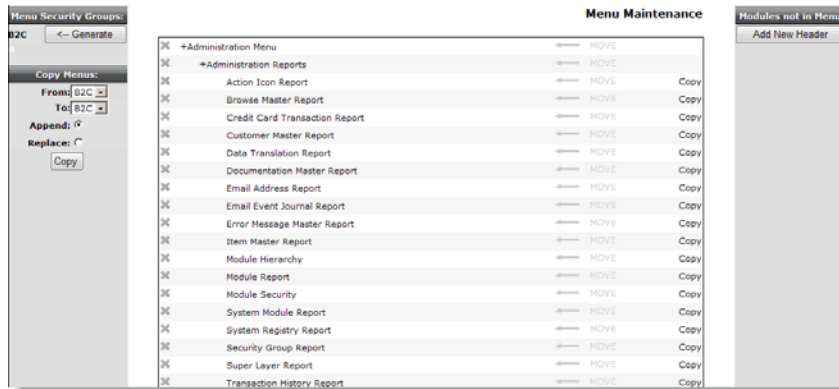 Menu Security Groups:
B2C <-- Generate
Copy Menus:
From: B2C
To: B2C
Append:
Replace:
Copy
Menu Maintenance
+Administration Menu MOVE
+Administration Reports MOVE
Action Icon Report MOVE Copy
Browse Master Report MOVE Copy
Credit Card Transaction Report MOVE Copy
Customer Master Report MOVE Copy
Data Translation Report MOVE Copy
Documentation Master Report MOVE Copy
Email Address Report MOVE Copy
Email Event Journal Report MOVE Copy
Error Message Master Report MOVE Copy
Item Master Report MOVE Copy
Module Hierarchy MOVE Copy
Module Report MOVE Copy
Module Security MOVE Copy
System Module Report MOVE Copy
System Registry Report MOVE Copy
Security Group Report MOVE Copy
Super Layer Report MOVE Copy
Transaction History Report MOVE Copy
Modules not in Menu
Add New Header